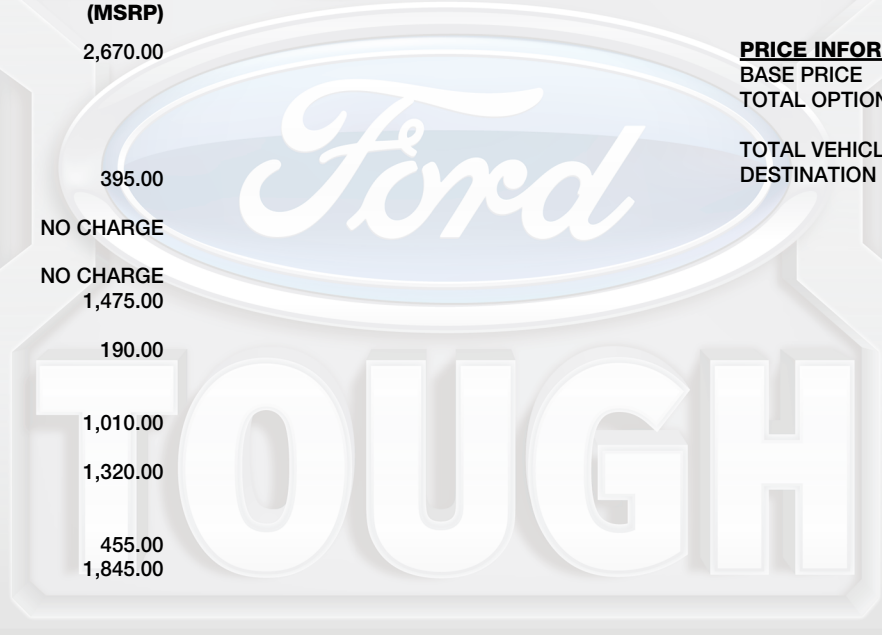 (MSRP)
2,670.00
395.00
NO CHARGE
NO CHARGE
1,475.00
190.00
1,010.00
1,320.00
455.00
1,845.00
PRICE INFOR
BASE PRICE
TOTAL OPTION
TOTAL VEHICL
DESTINATION
Ford
TOUGH